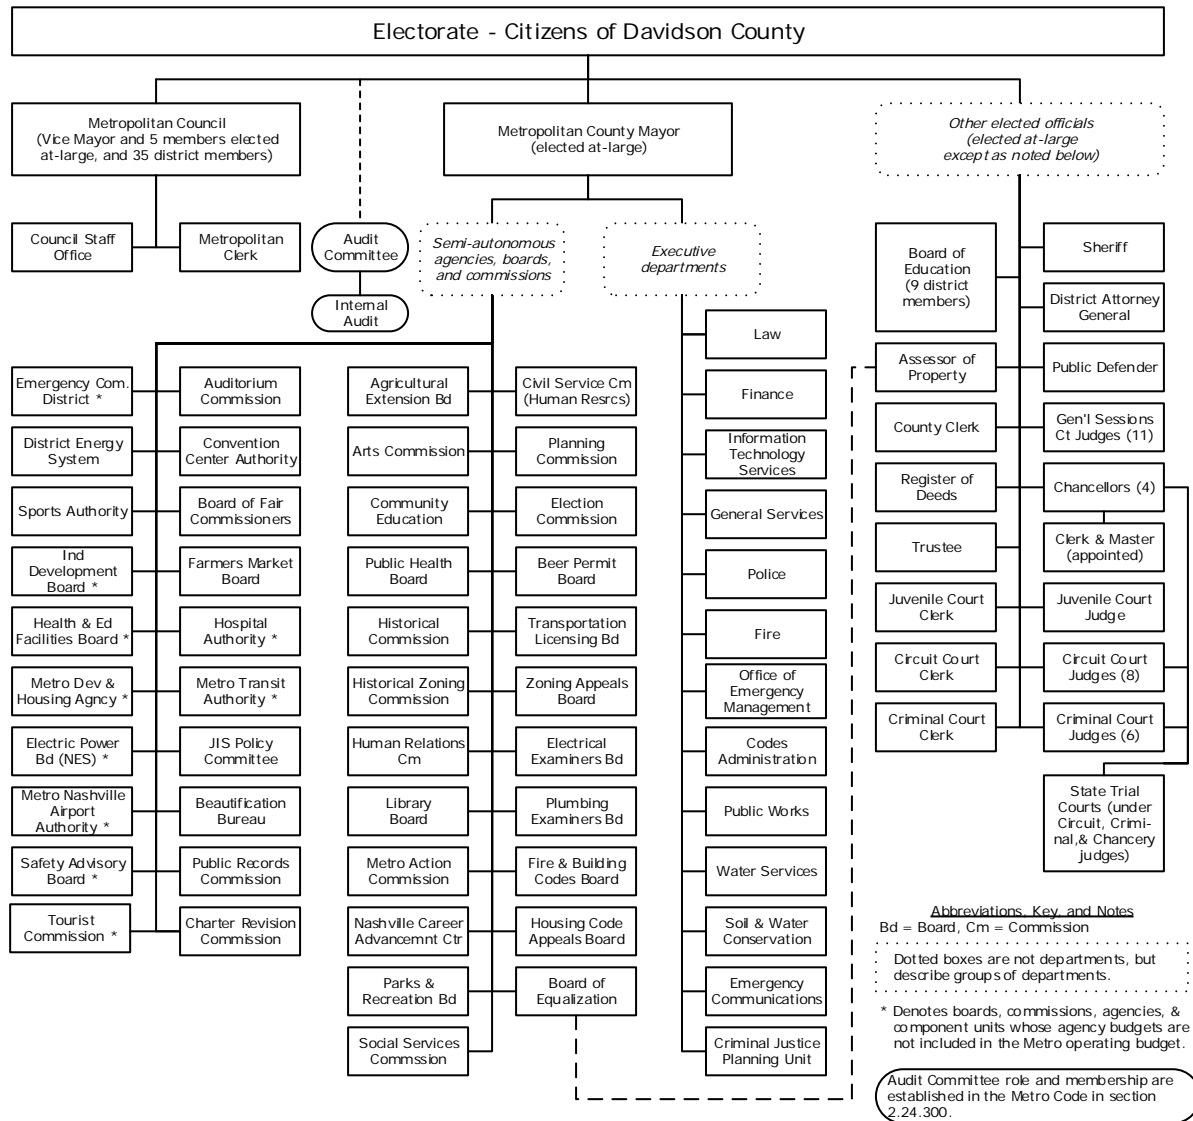 Electorate - Citizens of Davidson County
Metropolitan Council
(Vice Mayor and 5 members elected
at-large, and 35 district members)
Metropolitan County Mayor
(elected at-large)
Other elected officials
(elected at-large
except as noted below)
Council Staff
Office
Metropolitan
Clerk
Audit
Committee
Internal
Audit
Semi-autonomous
agencies, boards,
and commissions
Executive
departments
Emergency Com.
District *
Auditorium
Commission
District Energy
System
Convention
Center Authority
Sports Authority
Board of Fair
Commissioners
Ind
Development
Board *
Farmers Market
Board
Health & Ed
Facilities Board *
Hospital
Authority *
Metro Dev &
Housing Agncy *
Metro Transit
Authority *
Electric Power
Bd (NES) *
JIS Policy
Committee
Metro Nashville
Airport
Authority *
Beautification
Bureau
Safety Advisory
Board *
Public Records
Commission
Tourist
Commission *
Charter Revision
Commission
Agricultural
Extension Bd
Civil Service Cm
(Human Resrcs)
Arts Commission
Planning
Commission
Community
Education
Election
Commission
Public Health
Board
Beer Permit
Board
Historical
Commission
Transportation
Licensing Bd
Historical Zoning
Commission
Zoning Appeals
Board
Human Relations
Cm
Electrical
Examiners Bd
Library
Board
Plumbing
Examiners Bd
Metro Action
Commission
Fire & Building
Codes Board
Nashville Career
Advancemnt Ctr
Housing Code
Appeals Board
Parks &
Recreation Bd
Board of
Equalization
Social Services
Commssion
Law
Finance
Information
Technology
Services
General Services
Police
Fire
Office of
Emergency
Management
Codes
Administration
Public Works
Water Services
Soil & Water
Conservation
Emergency
Communications
Criminal Justice
Planning Unit
Board of
Education
(9 district
members)
Sheriff
District Attorney
General
Assessor of
Property
Public Defender
County Clerk
Gen'l Sessions
Ct Judges (11)
Register of
Deeds
Chancellors (4)
Trustee
Clerk & Master
(appointed)
Juvenile Court
Clerk
Juvenile Court
Judge
Circuit Court
Clerk
Circuit Court
Judges (8)
Criminal Court
Clerk
Criminal Court
Judges (6)
State Trial
Courts (under
Circuit, Crimi-
nal,& Chancery
judges)
Abbreviations, Key, and Notes
Bd = Board, Cm = Commission
Dotted boxes are not departments, but
describe groups of departments.
* Denotes boards, commissions, agencies, &
component units whose agency budgets are
not included in the Metro operating budget.
Audit Committee role and membership are
established in the Metro Code in section
2.24.300.